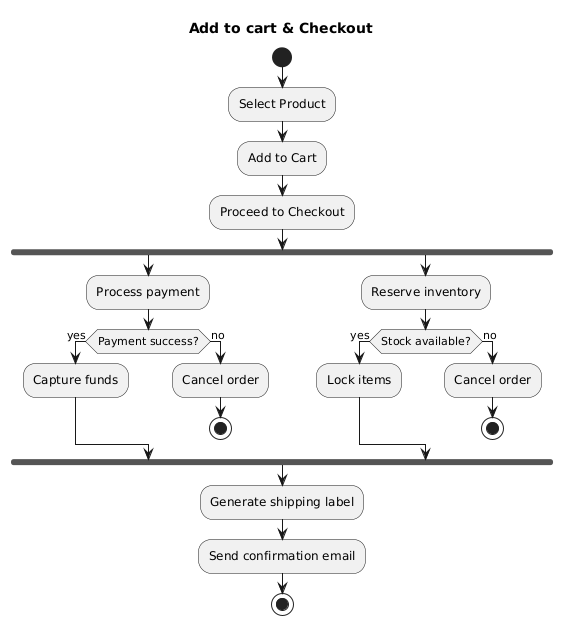 Add to cart & Checkout
Select Product
Add to Cart
Proceed to Checkout
Process payment
Payment success?
yes
no
Capture funds
Cancel order
Reserve inventory
Stock available?
yes
no
Lock items
Cancel order
Generate shipping label
Send confirmation email